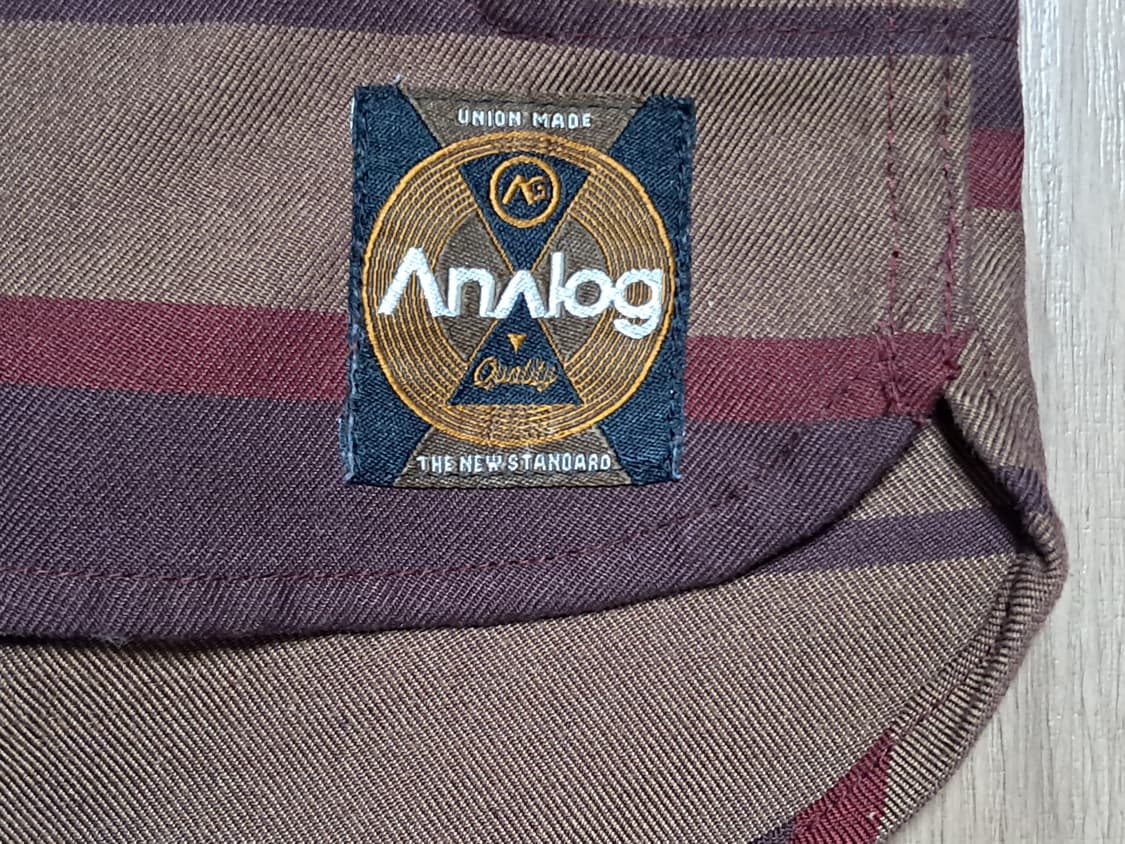 UNION MADE
AG
Analog
Quality
THE NEW STANDARD